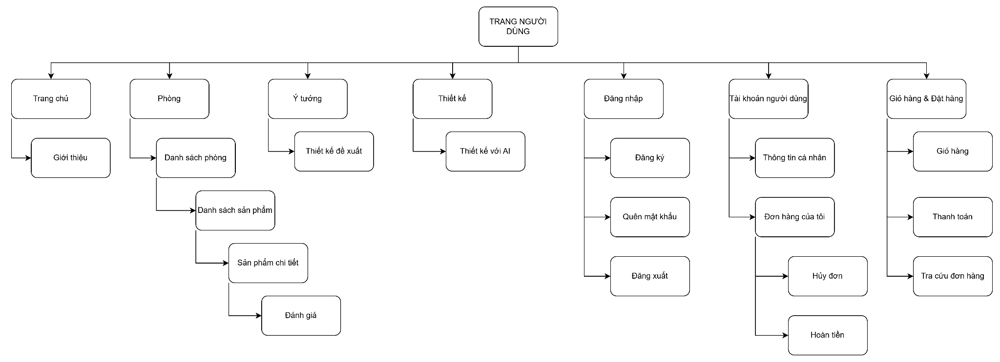 TRANG NGƯỜI
DÙNG
Trang chủ
Phòng
Ý tưởng
Thiết kế
Đăng nhập
Tài khoản người dùng
Giỏ hàng & Đặt hàng
Giới thiệu
Danh sách phòng
Thiết kế đề xuất
Thiết kế với AI
Đăng ký
Thông tin cá nhân
Giỏ hàng
Danh sách sản phẩm
Quên mật khẩu
Đơn hàng của tôi
Thanh toán
Sản phẩm chi tiết
Đăng xuất
Hủy đơn
Tra cứu đơn hàng
Đánh giá
Hoàn tiền